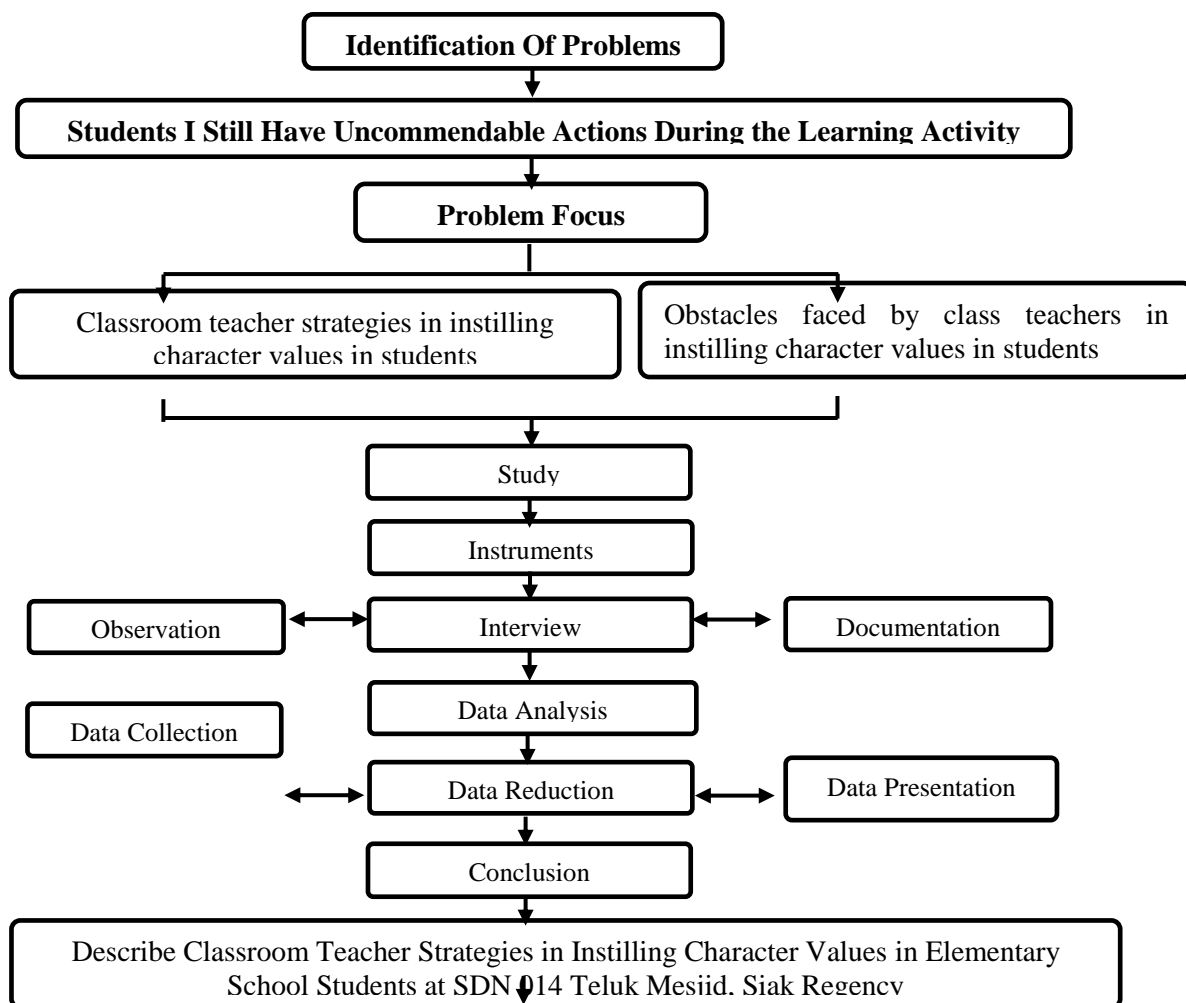 Identification Of Problems
Students I Still Have Uncommendable Actions During the Learning Activity
Problem Focus
Classroom teacher strategies in instilling
character values in students
Obstacles faced by class teachers in
instilling character values in students
Study
Instruments
Observation
Interview
Documentation
Data Analysis
Data Collection
Data Reduction
Data Presentation
Conclusion
Describe Classroom Teacher Strategies in Instilling Character Values in Elementary
School Students at SDN 014 Teluk Mesjid, Siak Regency